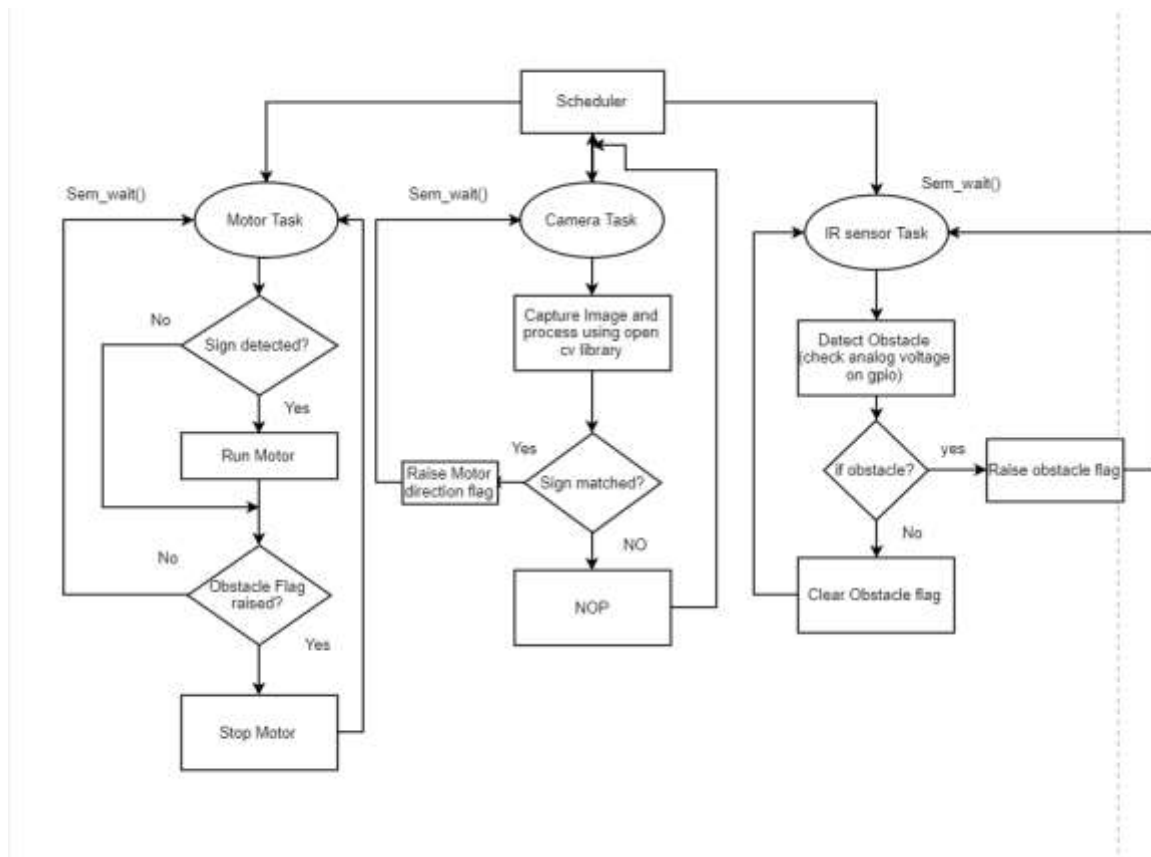 Scheduler
Sem_wait()
Motor Task
No
Sign detected?
Yes
Run Motor
No
Obstacle Flag
raised?
Yes
Stop Motor
Sem_wait()
Camera Task
Capture Image and
process using open
cv library
Yes
Raise Motor
direction flag
Sign matched?
NO
NOP
Sem_wait()
IR sensor Task
Detect Obstacle
(check analog voltage
on gpio)
if obstacle?
yes
Raise obstacle flag
No
Clear Obstacle flag